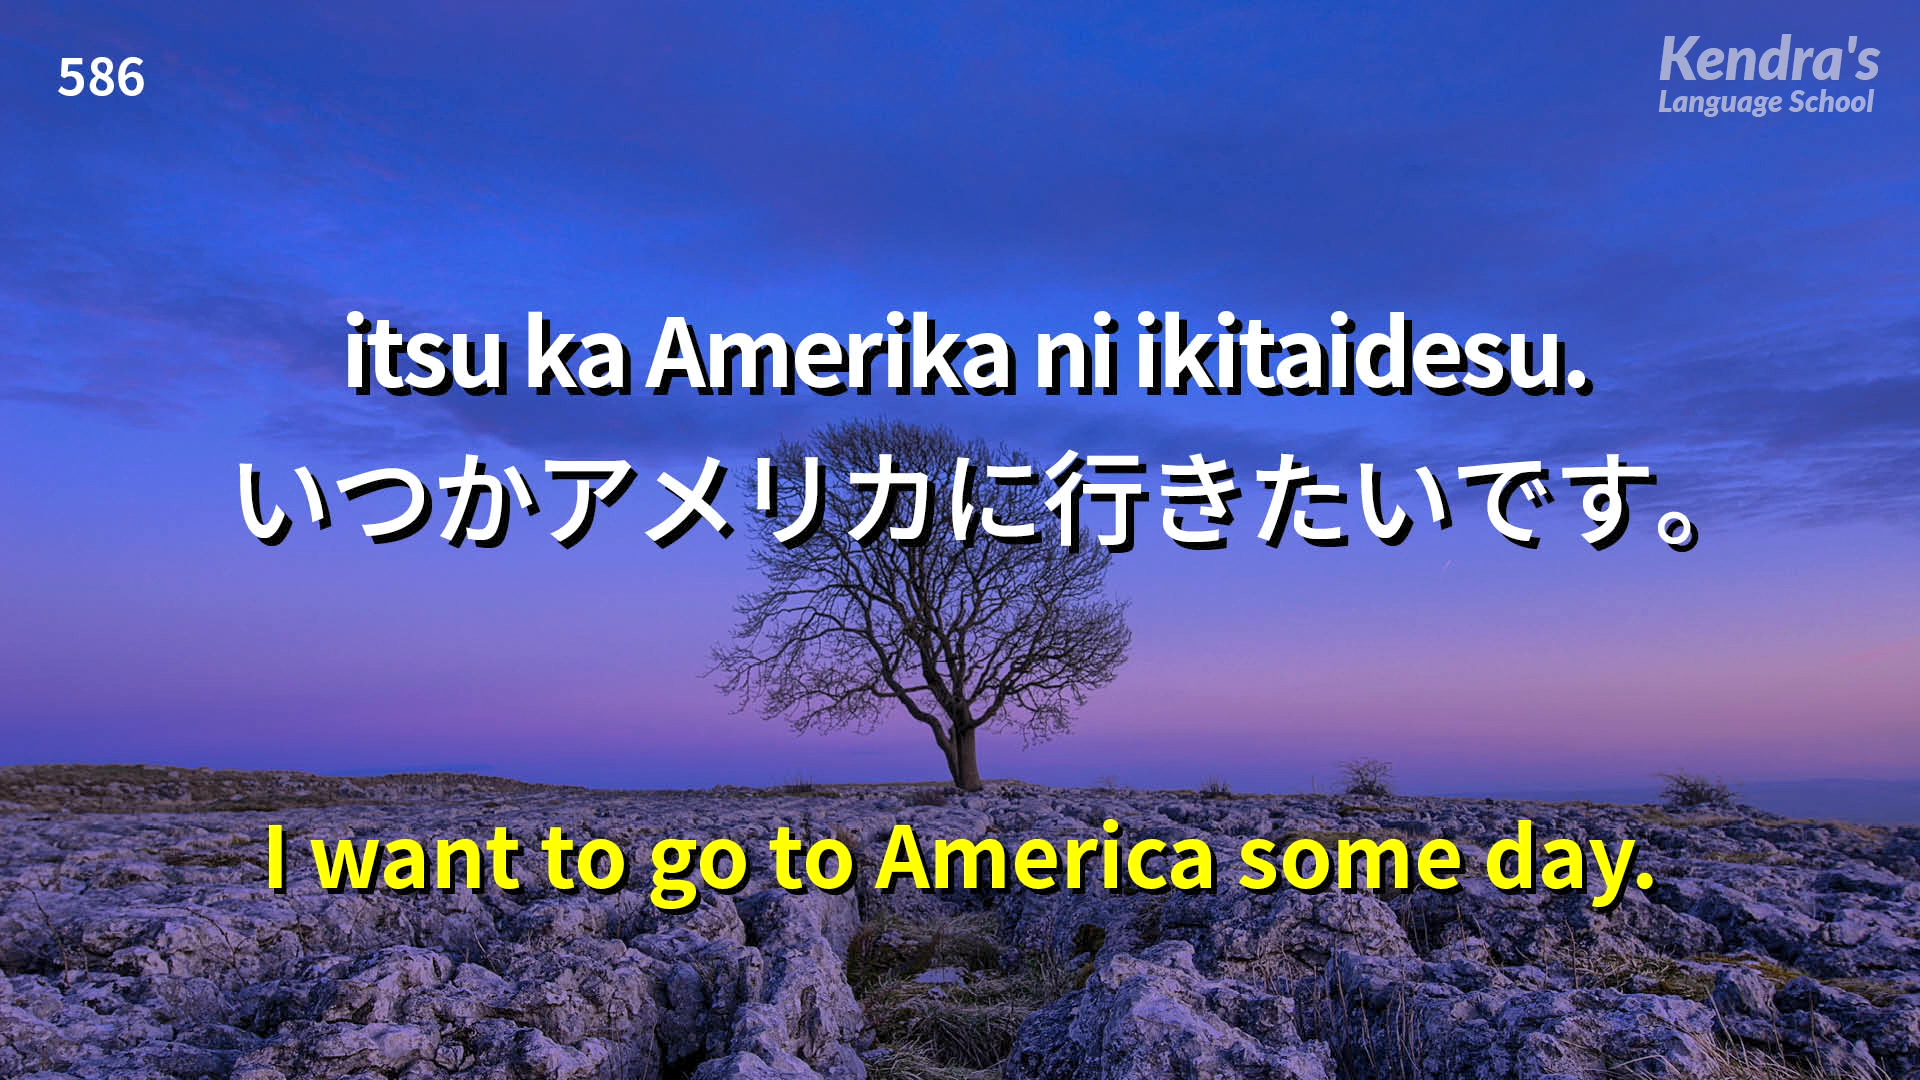 586
Kendra's
Language School
itsu ka Amerika ni ikitaidesu.
いつかアメリカに行きたいです。
I want to go to America some day.